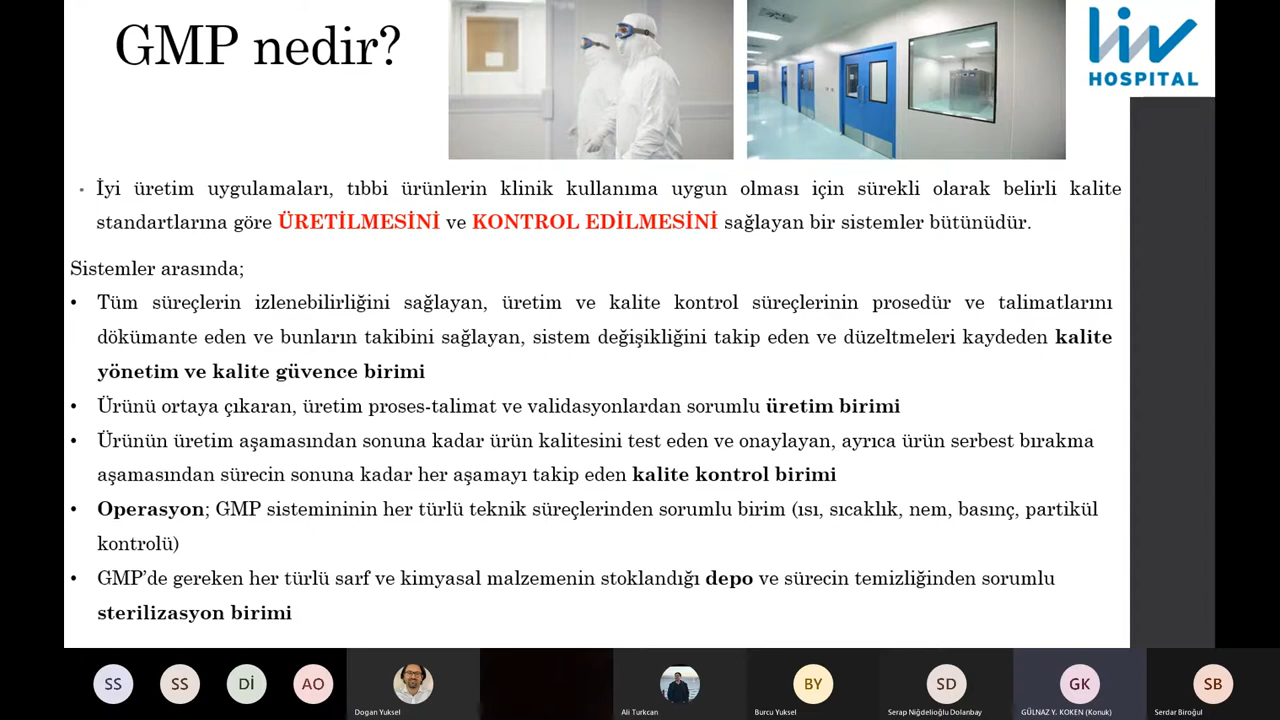 GMP nedir?
liv
HOSPITAL
İyi üretim uygulamaları, tıbbi ürünlerin klinik kullanıma uygun olması için sürekli olarak belirli kalite
standartlarına göre ÜRETİLMESİNİ ve KONTROL EDİLMESİNİ sağlayan bir sistemler bütünüdür.
Sistemler arasında;
• Tüm süreçlerin izlenebilirliğini sağlayan, üretim ve kalite kontrol süreçlerinin prosedür ve talimatlarını
dökümante eden ve bunların takibini sağlayan, sistem değişikliğini takip eden ve düzeltmeleri kaydeden kalite
yönetim ve kalite güvence birimi
• Ürünü ortaya çıkaran, üretim proses-talimat ve validasyonlardan sorumlu üretim birimi
• Ürünün üretim aşamasından sonuna kadar ürün kalitesini test eden ve onaylayan, ayrıca ürün serbest bırakma
aşamasından sürecin sonuna kadar her aşamayı takip eden kalite kontrol birimi
• Operasyon; GMP sistemininin her türlü teknik süreçlerinden sorumlu birim (ısı, sıcaklık, nem, basınç, partikül
kontrolü)
• GMP’de gereken her türlü sarf ve kimyasal malzemenin stoklandığı depo ve sürecin temizliğinden sorumlu
sterilizasyon birimi
SS SS Dİ AO BY SD GK SB
Dogan Yuksel Ali Turkcan Burcu Yuksel Serap Niğdelioğlu Dolanbay GÜLNAZ Y. KOKEN (Konuk) Serdar Biroğul